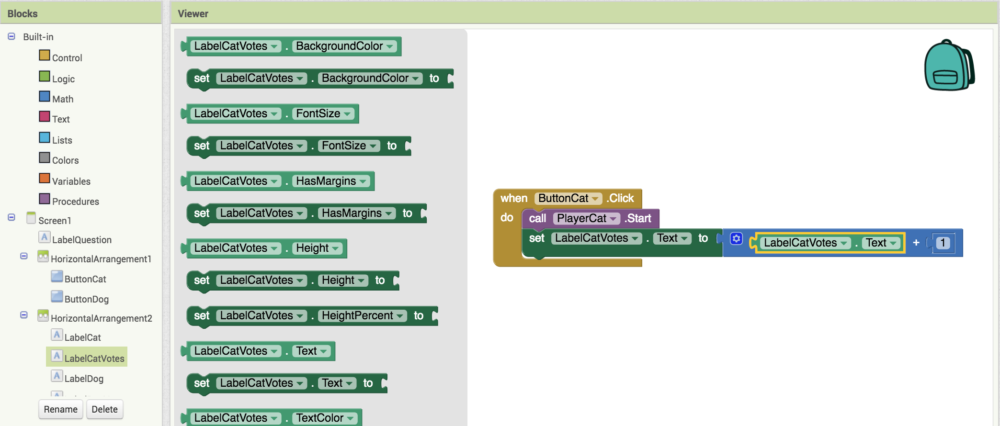 Blocks
Built-in
Control
Logic
Math
Text
Lists
Colors
Variables
Procedures
Screen1
LabelQuestion
HorizontalArrangement1
ButtonCat
ButtonDog
HorizontalArrangement2
LabelCat
LabelCatVotes
LabelDog
Rename Delete
Viewer
LabelCatVotes . BackgroundColor
set LabelCatVotes . BackgroundColor to
LabelCatVotes . FontSize
set LabelCatVotes . FontSize to
LabelCatVotes . HasMargins
set LabelCatVotes . HasMargins to
LabelCatVotes . Height
set LabelCatVotes . Height to
set LabelCatVotes . HeightPercent to
LabelCatVotes . Text
set LabelCatVotes . Text to
LabelCatVotes . TextColor
when ButtonCat .Click
do call PlayerCat .Start
set LabelCatVotes . Text to LabelCatVotes . Text + 1